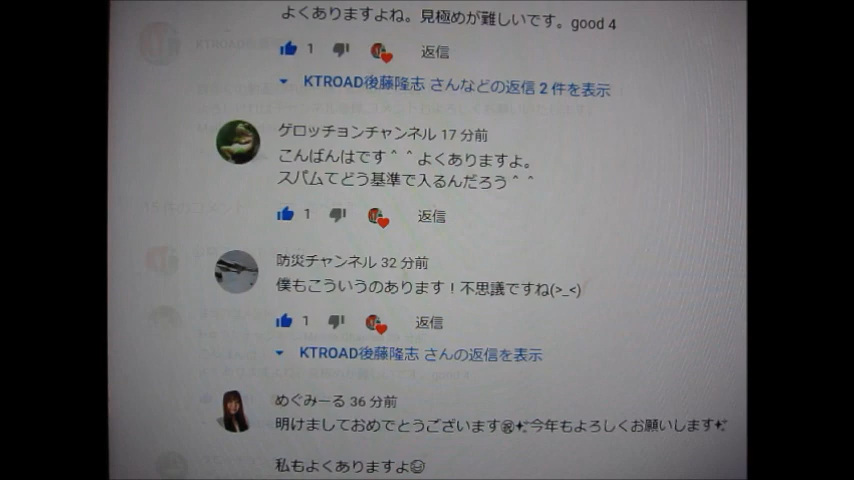 よくありますよね。見極めが難しいです。good 4
1 返信
KTROAD後藤隆志 さんなどの返信 2 件を表示
ゲロッチョンチャンネル 17 分前
こんばんはです＾＾よくありますよ。
スパムてどう基準で入るんだろう＾＾
1 返信
防災チャンネル 32 分前
僕もこういうのあります！不思議ですね(>_<)
1 返信
KTROAD後藤隆志 さんの返信を表示
めぐみーる 36 分前
明けましておめでとうございます㊗✨今年もよろしくお願いします✨
私もよくありますよ😊